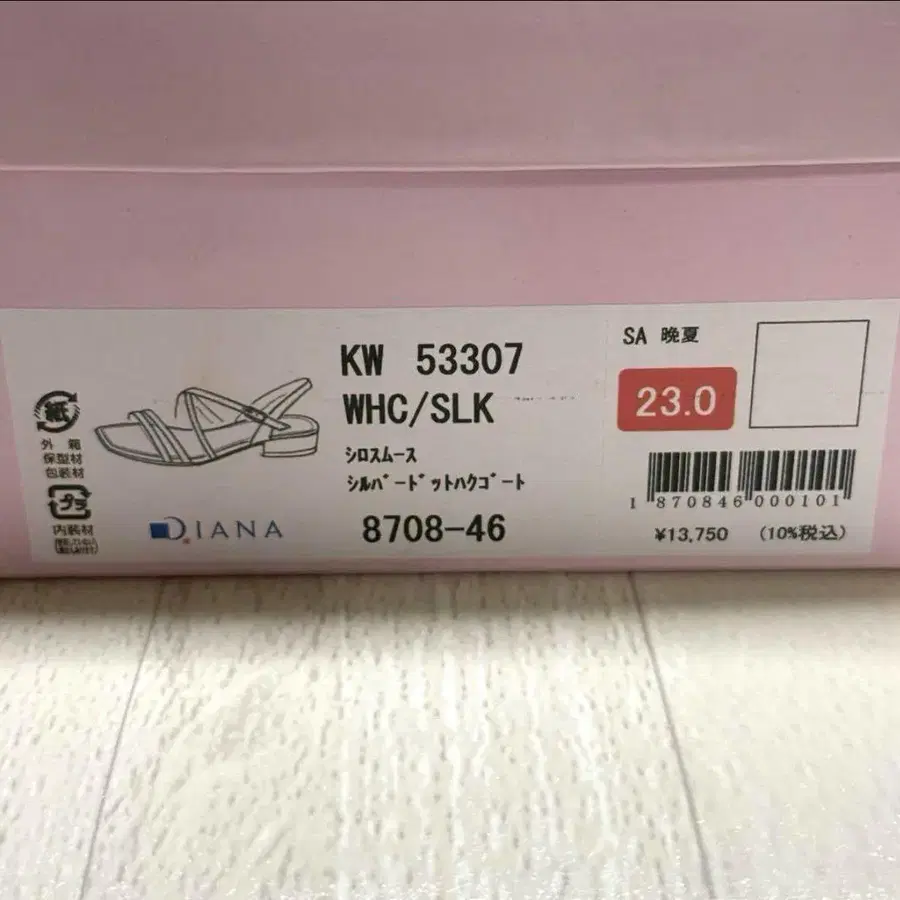 紙
外 箱
保型材
包装材
プラ
内装材
DIANA
KW 53307
WHC/SLK
シロスムース
シルバードットハクゴート
8708-46
SA 晩夏
23.0
1 870846 000101
¥13,750 (10%税込)